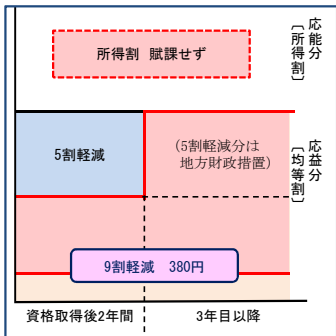 所得割 賦課せず
応能分
〔所得割〕
5割軽減
(5割軽減分は
地方財政措置)
応益分
〔均等割〕
9割軽減 380円
資格取得後2年間
3年目以降